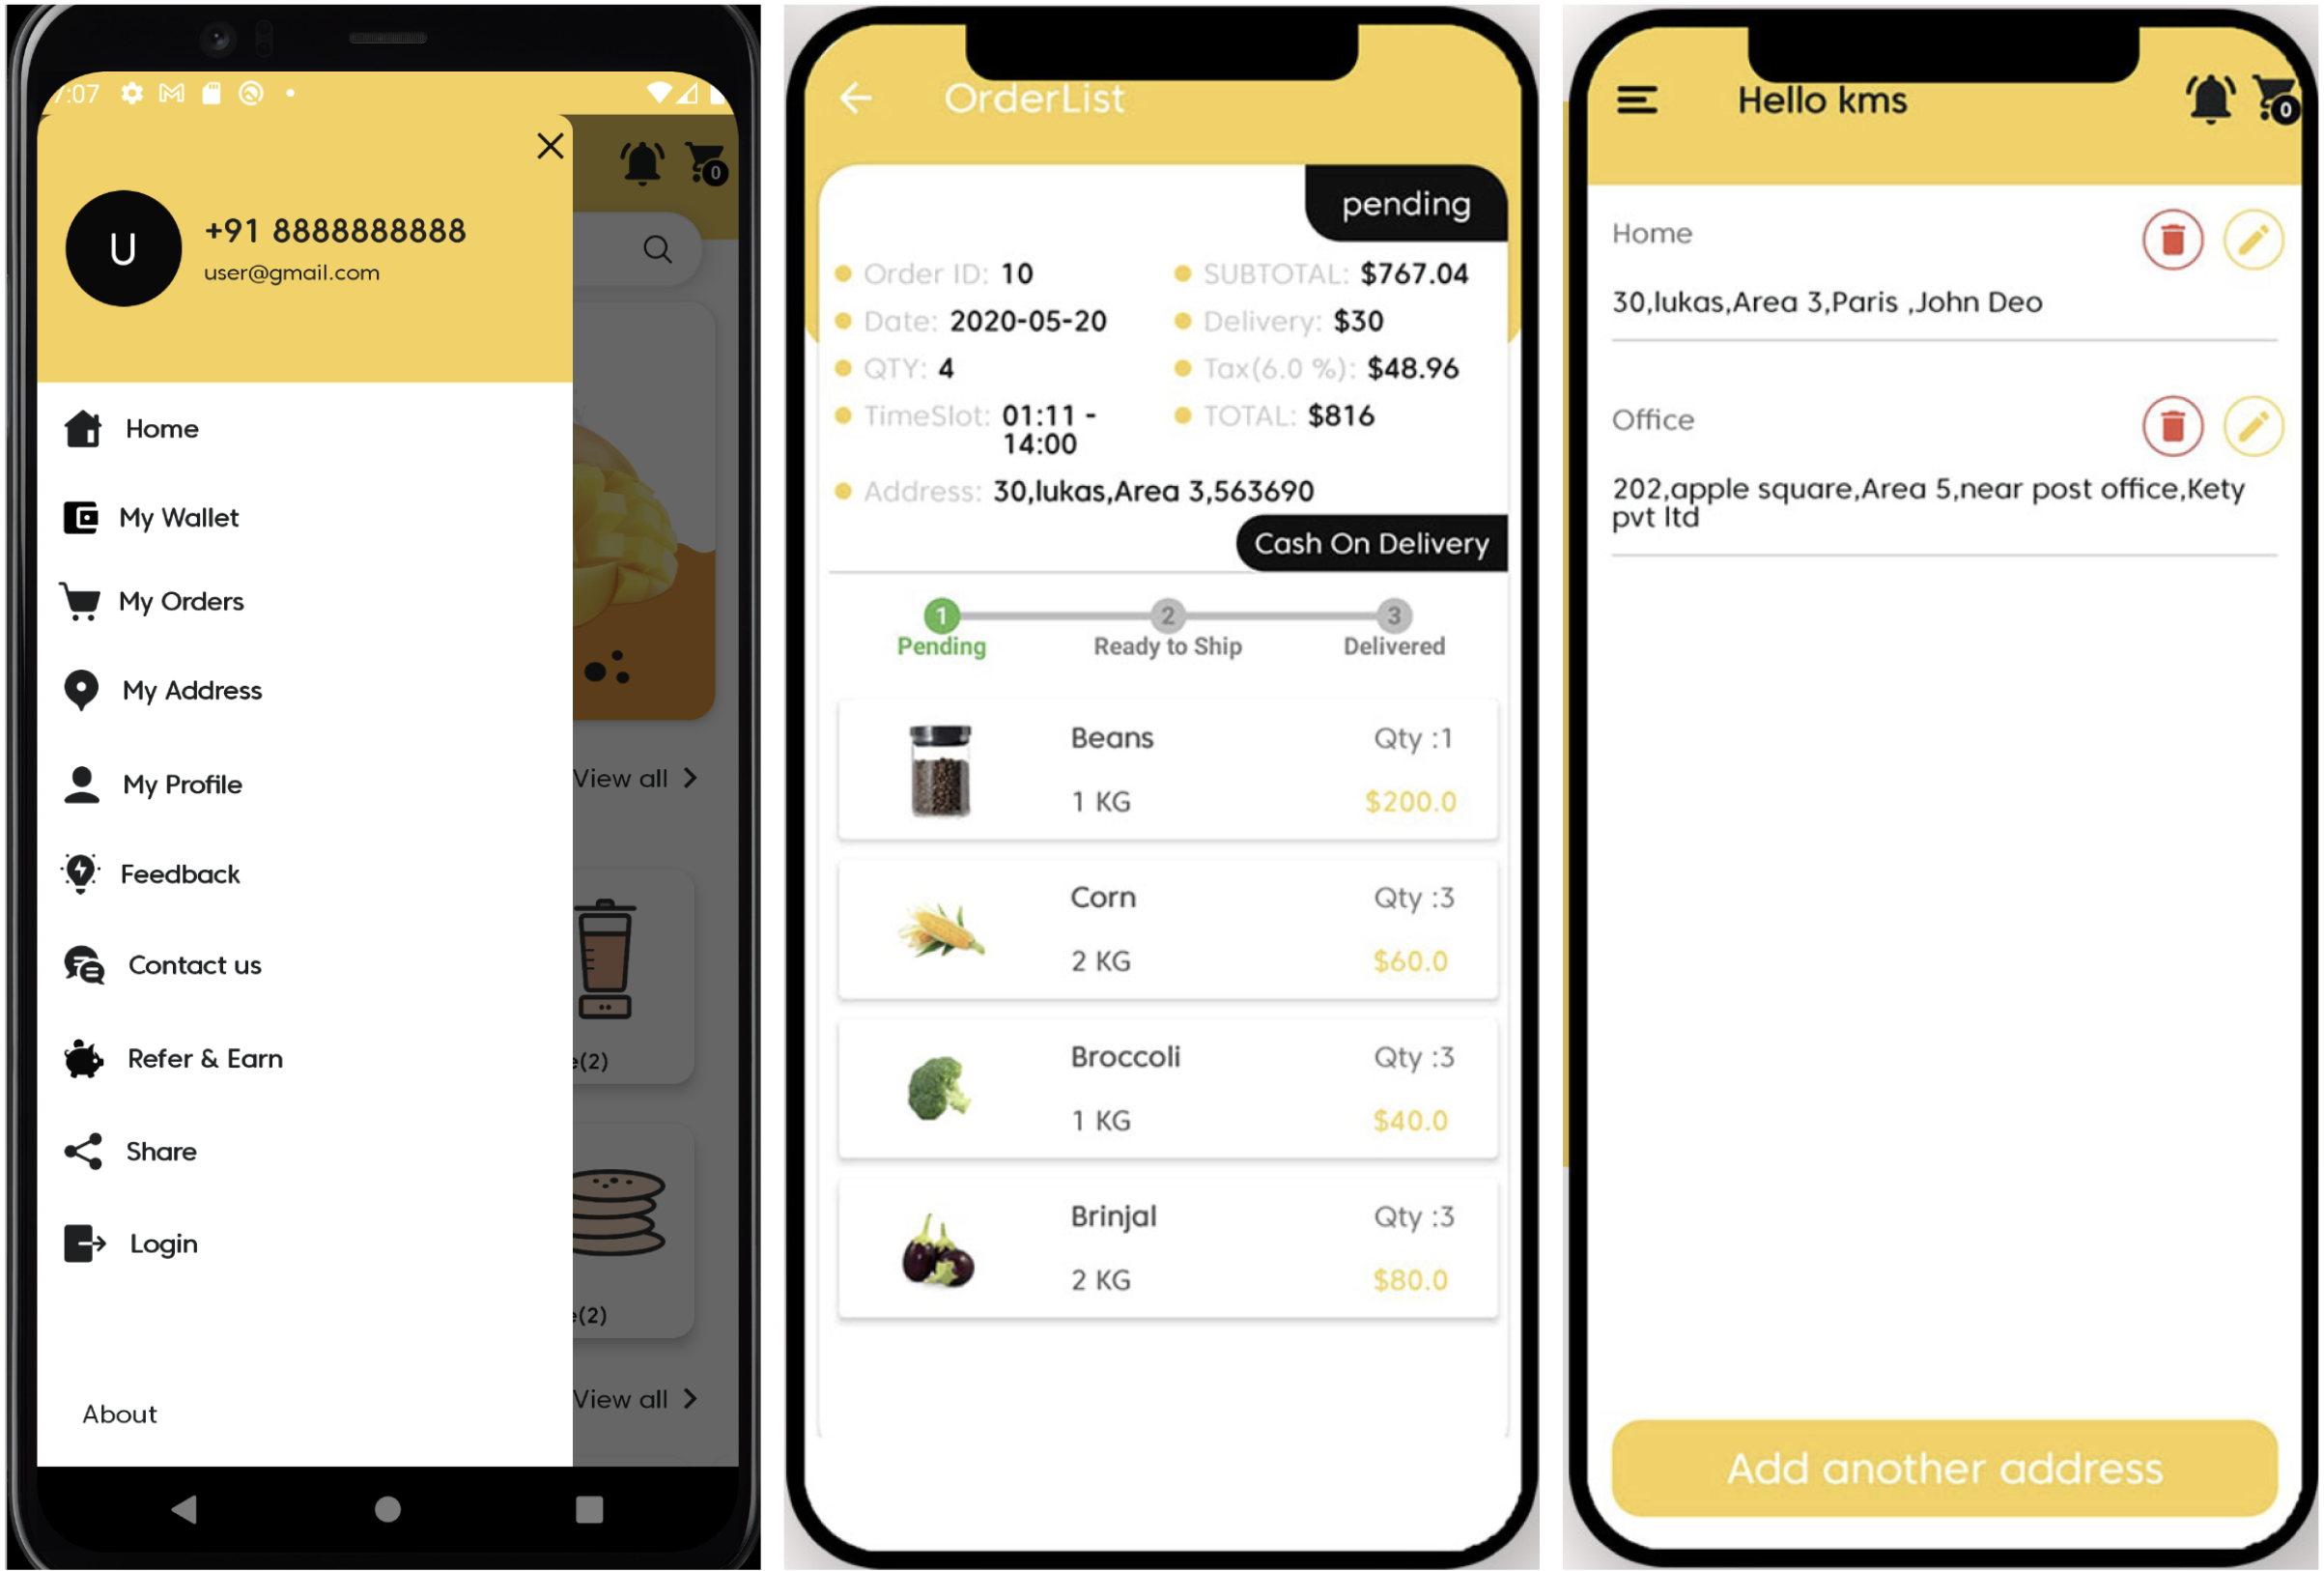 7:07
U
+91 8888888888
user@gmail.com
0
Home
My Wallet
My Orders
My Address
My Profile
View all
Feedback
Contact us
Refer & Earn
(2)
Share
Login
(2)
View all
About
OrderList
pending
Order ID: 10
SUBTOTAL: $767.04
Date: 2020-05-20
Delivery: $30
QTY: 4
Tax(6.0 %): $48.96
TimeSlot: 01:11 -
14:00
TOTAL: $816
Address: 30,lukas,Area 3,563690
Cash On Delivery
1 2 3
Pending Ready to Ship Delivered
Beans Qty :1
1 KG $200.0
Corn Qty :3
2 KG $60.0
Broccoli Qty :3
1 KG $40.0
Brinjal Qty :3
2 KG $80.0
Hello kms
0
Home
30,lukas,Area 3,Paris ,John Deo
Office
202,apple square,Area 5,near post office,Kety
pvt ltd
Add another address